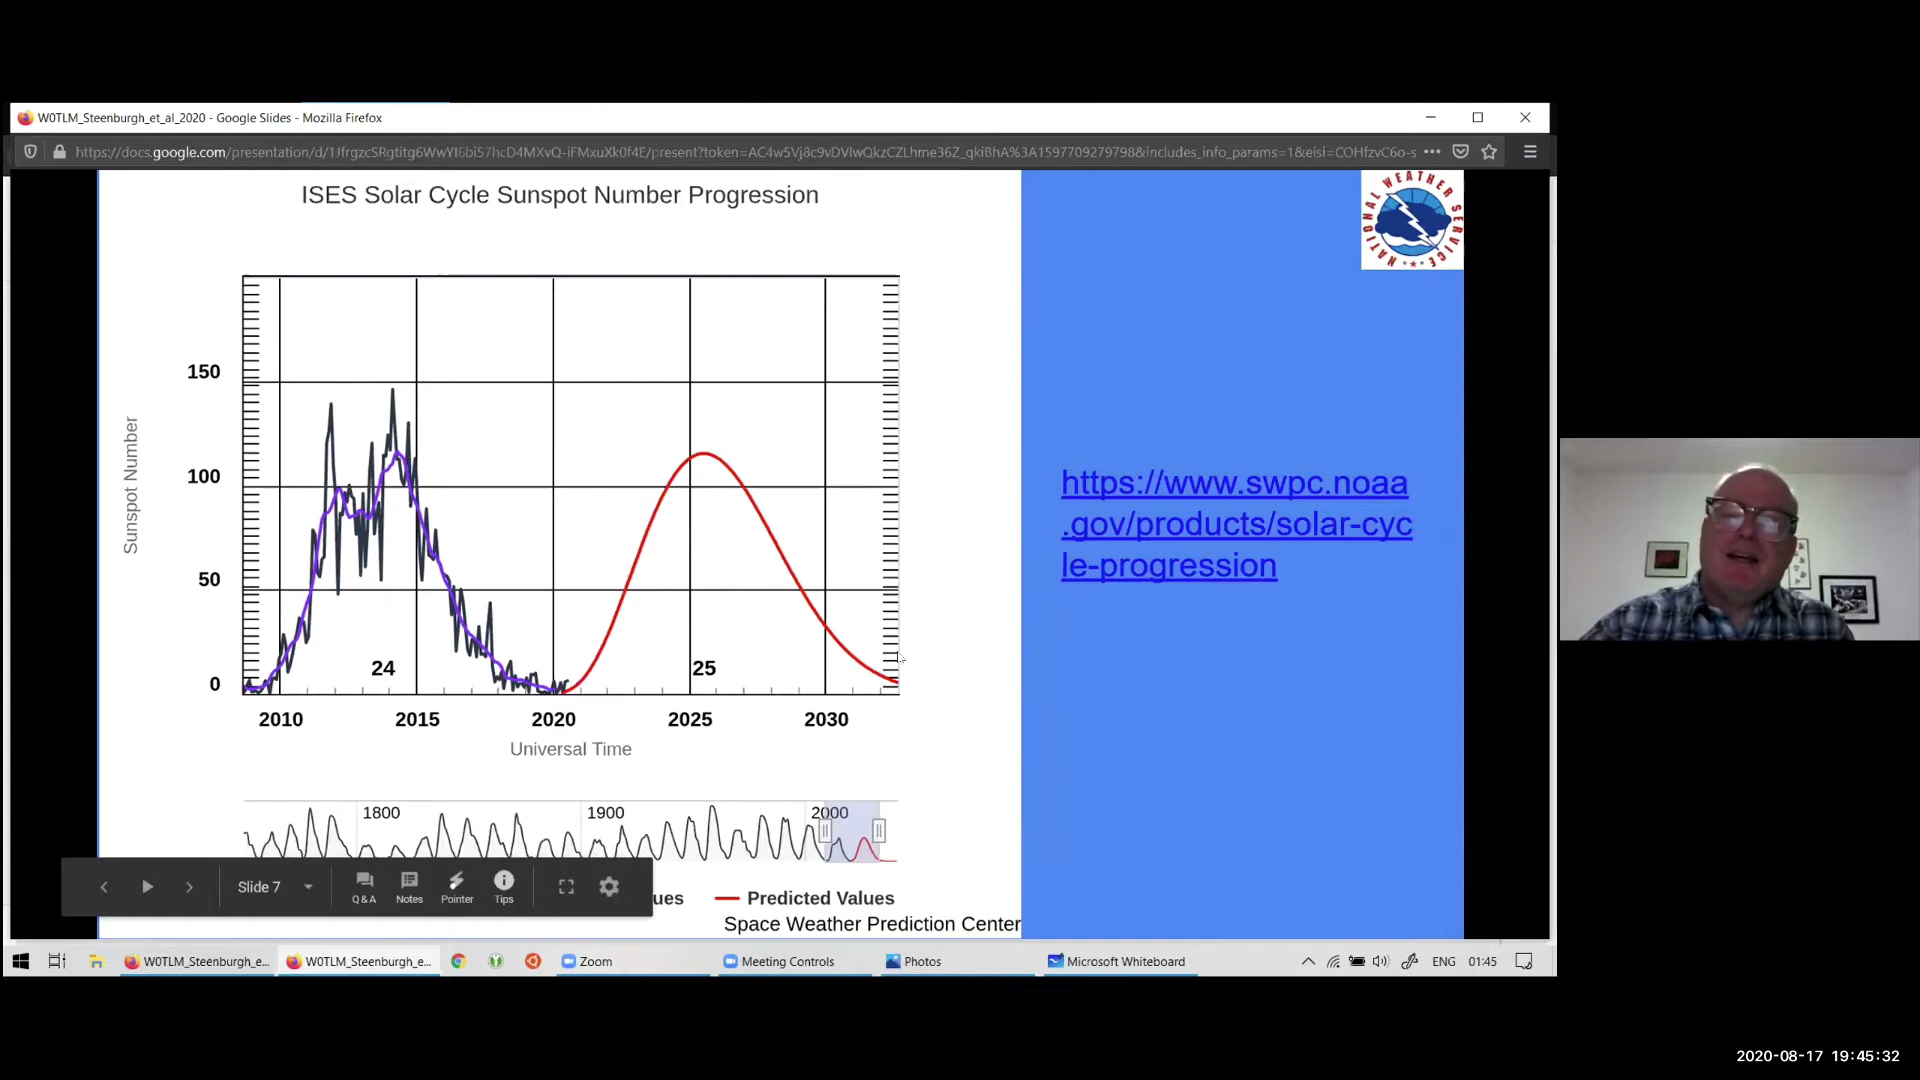 W0TLM_Steenburgh_et_al_2020 - Google Slides - Mozilla Firefox
https://docs.google.com/presentation/d/1JfrgzcSRgtitg6WwYI6bi57hcD4MXvQ-iFMxuXk0f4E/present?token=AC4w5Vj8c9vDVlwQkzCZLhme36Z_qkiBhA%3A1597709279798&includes_info_params=1&eisi=COHfzvC6o-s
ISES Solar Cycle Sunspot Number Progression
NATIONAL WEATHER SERVICE
150
100
50
0
Sunspot Number
24
25
2010 2015 2020 2025 2030
Universal Time
https://www.swpc.noaa
.gov/products/solar-cyc
le-progression
1800 1900 2000
Slide 7
Q&A Notes Pointer Tips
ues Predicted Values
Space Weather Prediction Center
W0TLM_Steenburgh_e... W0TLM_Steenburgh_e... Zoom Meeting Controls Photos Microsoft Whiteboard ENG 01:45
2020-08-17 19:45:32